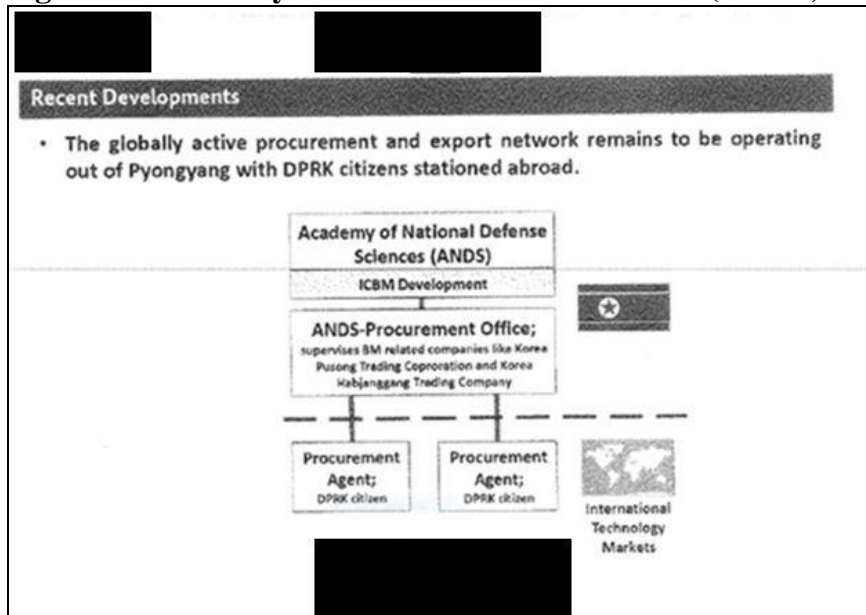 Recent Developments
• The globally active procurement and export network remains to be operating
out of Pyongyang with DPRK citizens stationed abroad.
Academy of National Defense
Sciences (ANDS)
ICBM Development
ANDS-Procurement Office;
supervises BM related companies like Korea
Pusong Trading Coproration and Korea
Habjanggang Trading Company
Procurement
Agent;
DPRK citizen
Procurement
Agent;
DPRK citizen
International
Technology
Markets